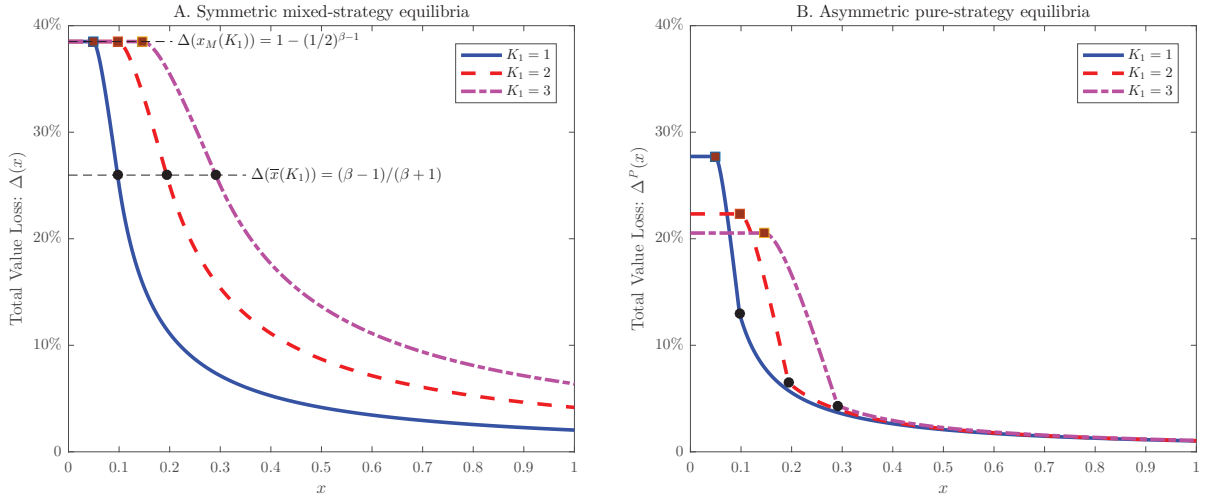 A. Symmetric mixed-strategy equilibria
40%
30%
20%
10%
0
Total Value Loss: Δ(x)
Δ(x_M(K_1)) = 1 − (1/2)^{β−1}
Δ(x̅(K_1)) = (β − 1)/(β + 1)
K_1 = 1
K_1 = 2
K_1 = 3
0 0.1 0.2 0.3 0.4 0.5 0.6 0.7 0.8 0.9 1
x
B. Asymmetric pure-strategy equilibria
40%
30%
20%
10%
0
Total Value Loss: Δ^P(x)
K_1 = 1
K_1 = 2
K_1 = 3
0 0.1 0.2 0.3 0.4 0.5 0.6 0.7 0.8 0.9 1
x